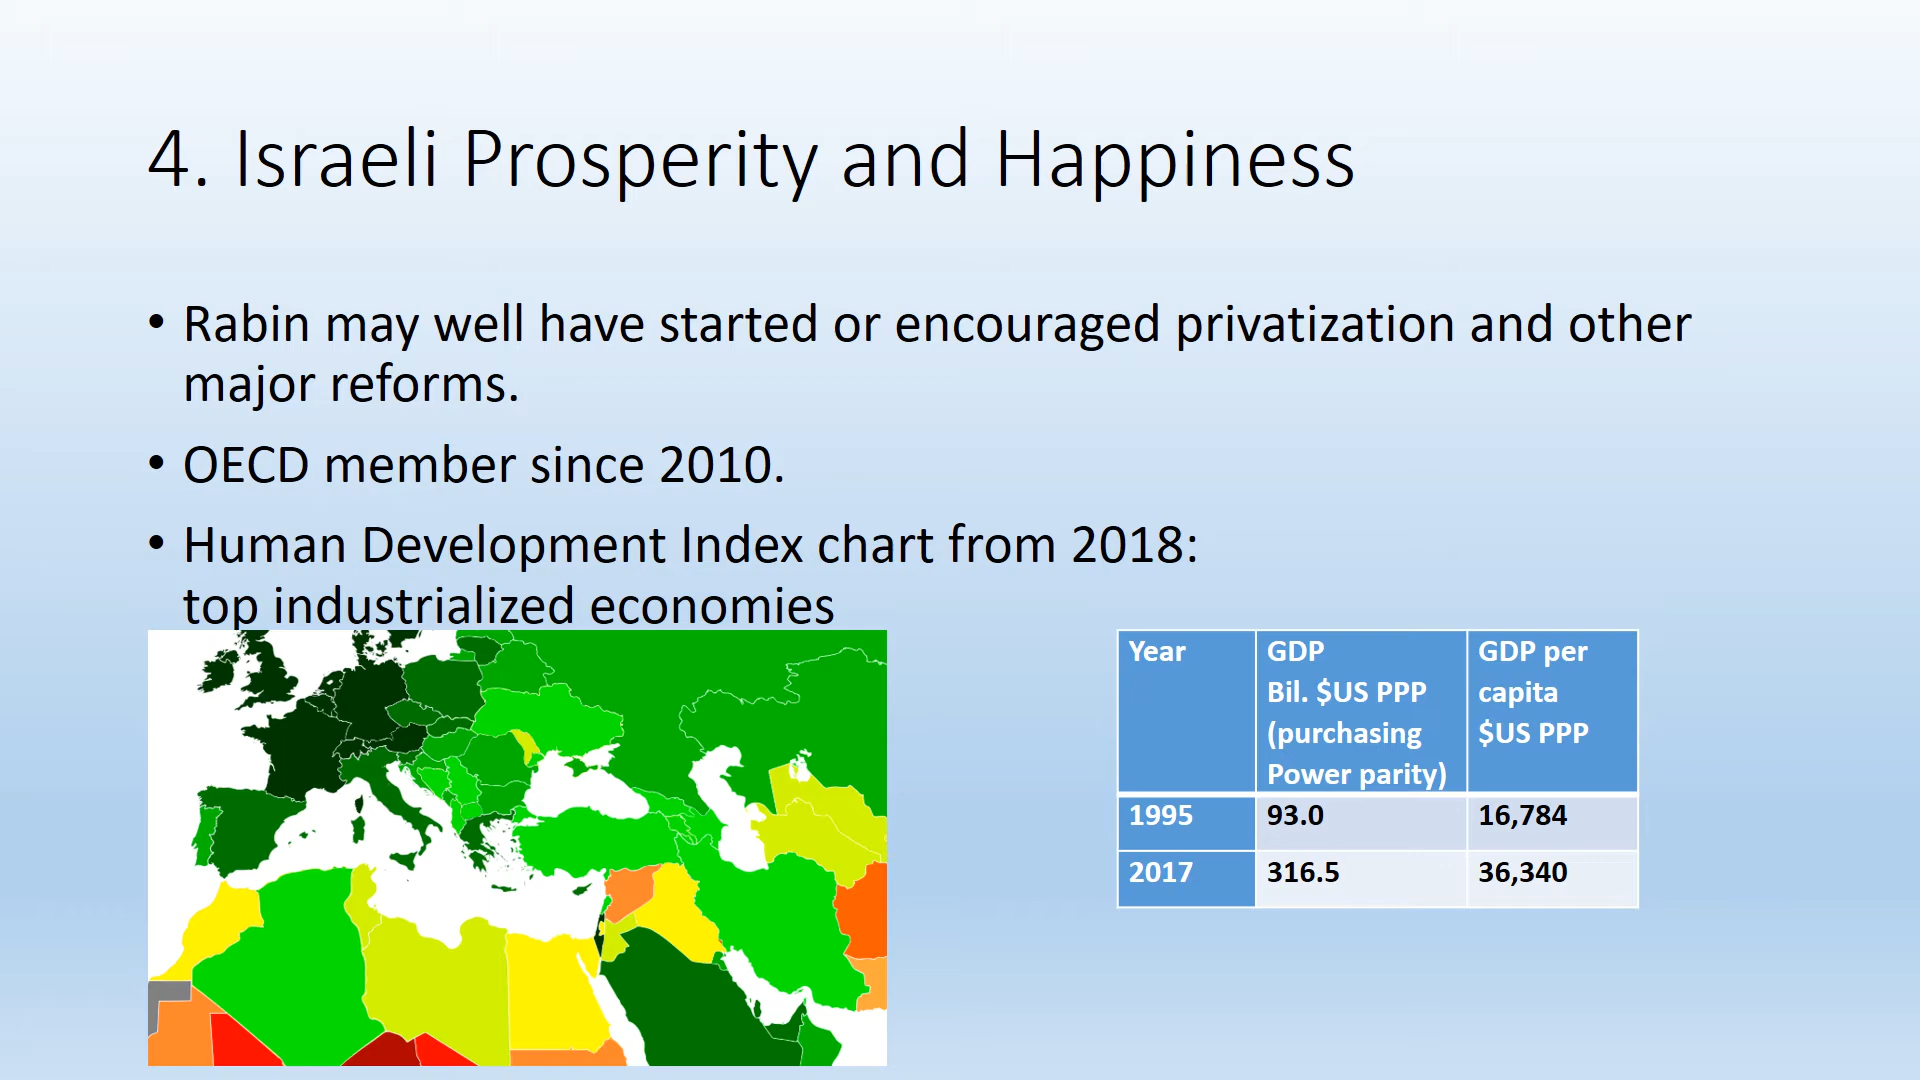 4. Israeli Prosperity and Happiness
• Rabin may well have started or encouraged privatization and other
major reforms.
• OECD member since 2010.
• Human Development Index chart from 2018:
top industrialized economies
Year
GDP
Bil. $US PPP
(purchasing
Power parity)
GDP per
capita
$US PPP
1995 93.0 16,784
2017 316.5 36,340